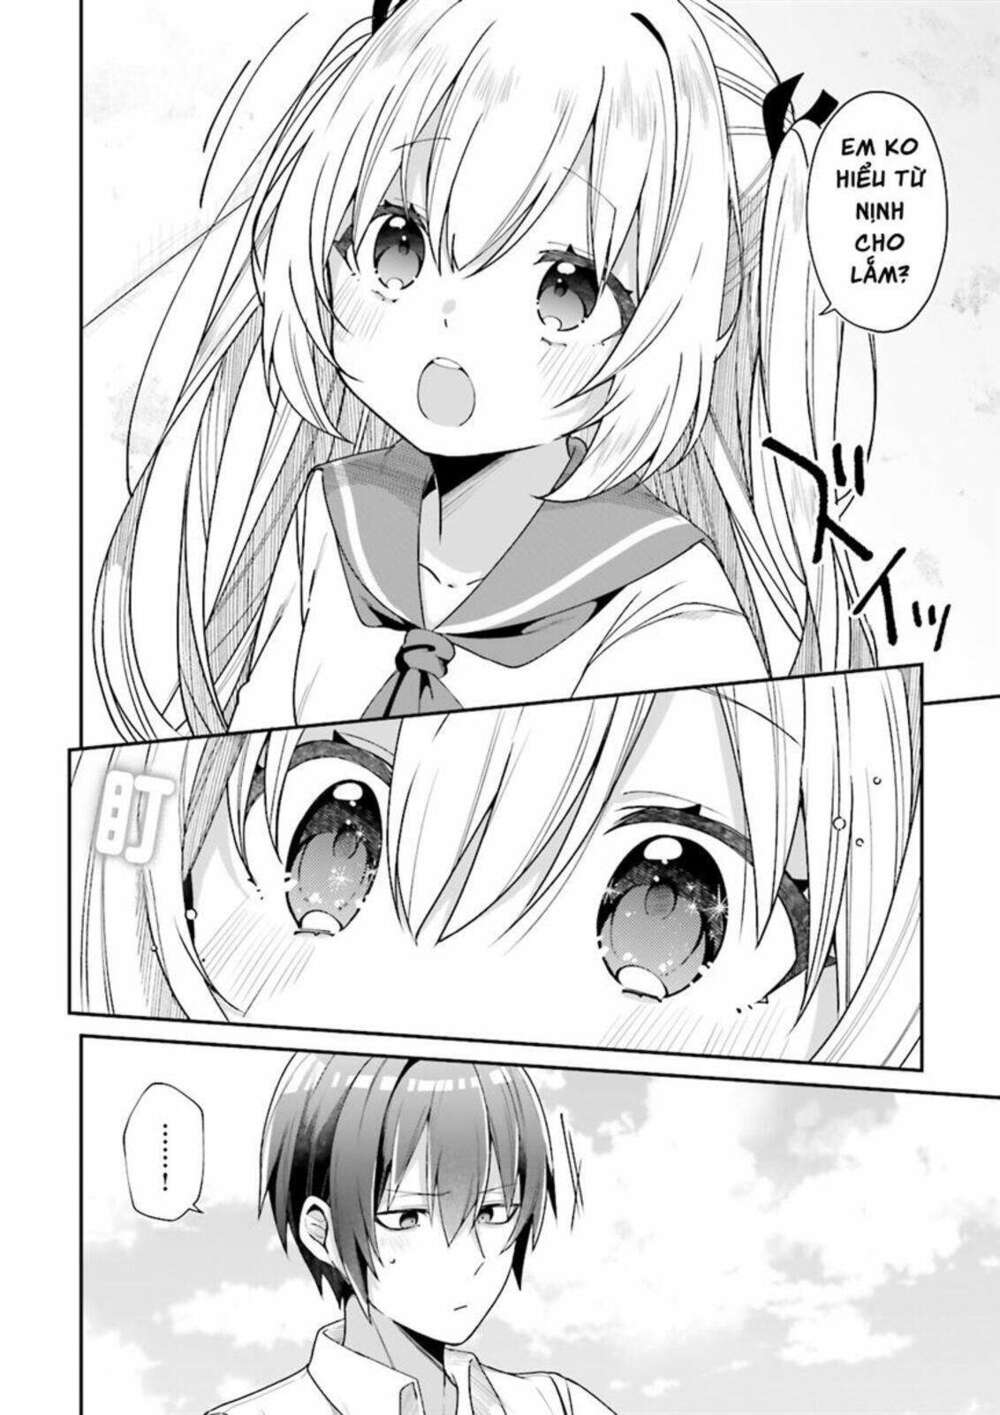 EM KO
HIỂU TỪ
NỊNH
CHO
LẮM?
ズイッ
盯
………!